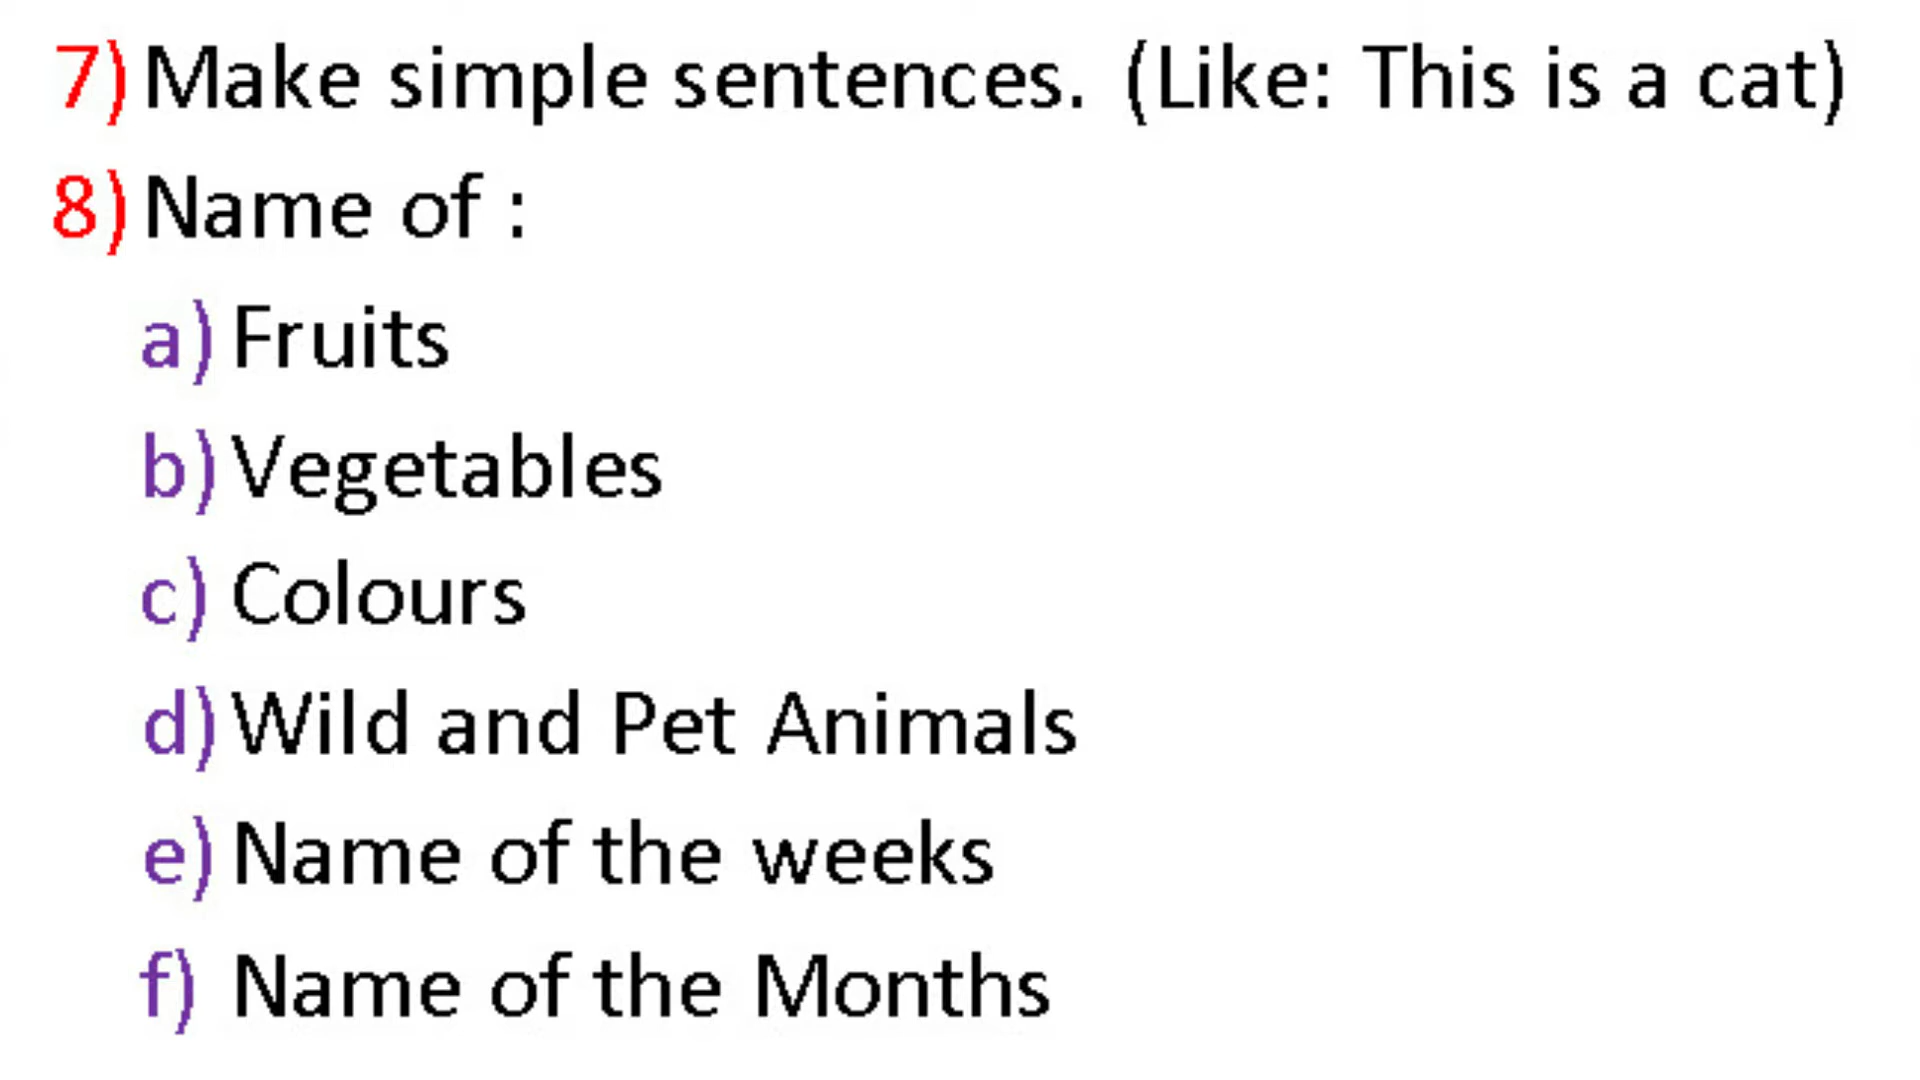 7) Make simple sentences. (Like: This is a cat)
8) Name of :
a) Fruits
b) Vegetables
c) Colours
d) Wild and Pet Animals
e) Name of the weeks
f) Name of the Months